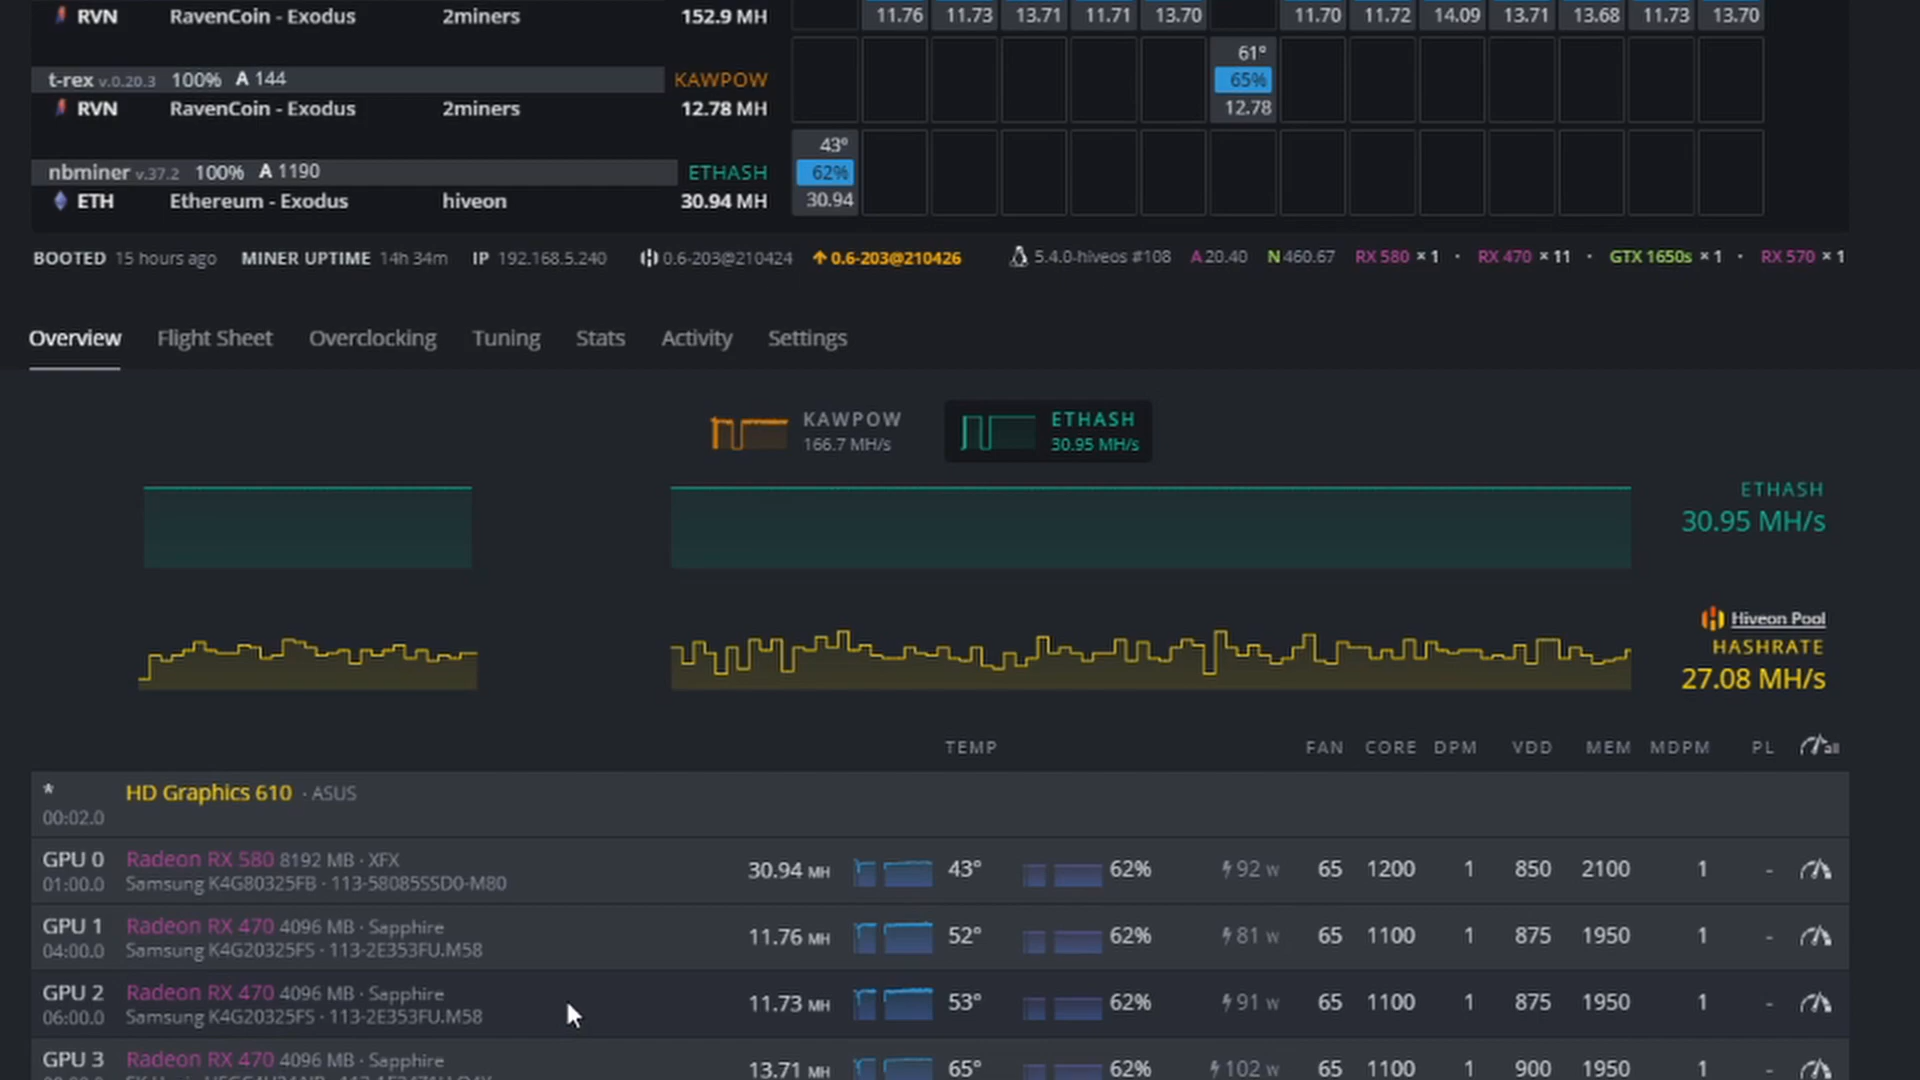 RVN RavenCoin - Exodus 2miners 152.9 MH 11.76 11.73 13.71 11.71 13.70 11.70 11.72 14.09 13.71 13.68 11.73 13.70
61°
t-rex v.0.20.3 100% A 144 KAWPOW 65%
RVN RavenCoin - Exodus 2miners 12.78 MH 12.78
43°
nbminer v.37.2 100% A 1190 ETHASH 62%
ETH Ethereum - Exodus hiveon 30.94 MH 30.94
BOOTED 15 hours ago MINER UPTIME 14h 34m IP 192.168.5.240 0.6-203@210424 0.6-203@210426 5.4.0-hiveos #108 A 20.40 N 460.67 RX 580 × 1 · RX 470 × 11 · GTX 1650s × 1 · RX 570 × 1
Overview Flight Sheet Overclocking Tuning Stats Activity Settings
KAWPOW ETHASH
166.7 MH/s 30.95 MH/s
ETHASH
30.95 MH/s
Hiveon Pool
HASHRATE
27.08 MH/s
TEMP FAN CORE DPM VDD MEM MDPM PL all
* HD Graphics 610 · ASUS
00:02.0
GPU 0 Radeon RX 580 8192 MB · XFX 30.94 MH 43° 62% 92 W 65 1200 1 850 2100 1 -
01:00.0 Samsung K4G80325FB · 113-58085SSD0-M80
GPU 1 Radeon RX 470 4096 MB · Sapphire 11.76 MH 52° 62% 81 W 65 1100 1 875 1950 1 -
04:00.0 Samsung K4G20325FS · 113-2E353FU.M58
GPU 2 Radeon RX 470 4096 MB · Sapphire 11.73 MH 53° 62% 91 W 65 1100 1 875 1950 1 -
06:00.0 Samsung K4G20325FS · 113-2E353FU.M58
GPU 3 Radeon RX 470 4096 MB · Sapphire 13.71 MH 65° 62% 102 W 65 1100 1 900 1950 1 -